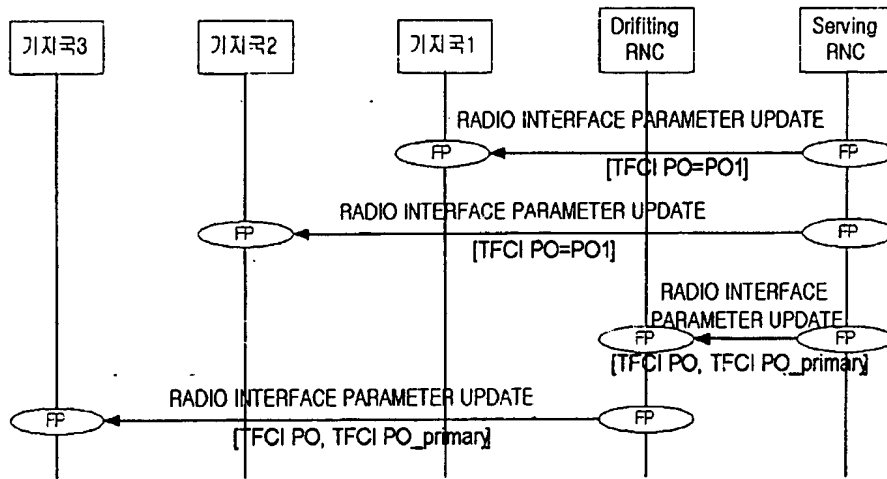 기지국3
기지국2
기지국1
Drifiting
RNC
Serving
RNC
RADIO INTERFACE PARAMETER UPDATE
FP
FP
[TFCI PO=PO1]
RADIO INTERFACE PARAMETER UPDATE
FP
FP
[TFCI PO=PO1]
RADIO INTERFACE
PARAMETER UPDATE
FP
FP
[TFCI PO, TFCI PO_primary]
RADIO INTERFACE PARAMETER UPDATE
FP
FP
[TFCI PO, TFCI PO_primary]